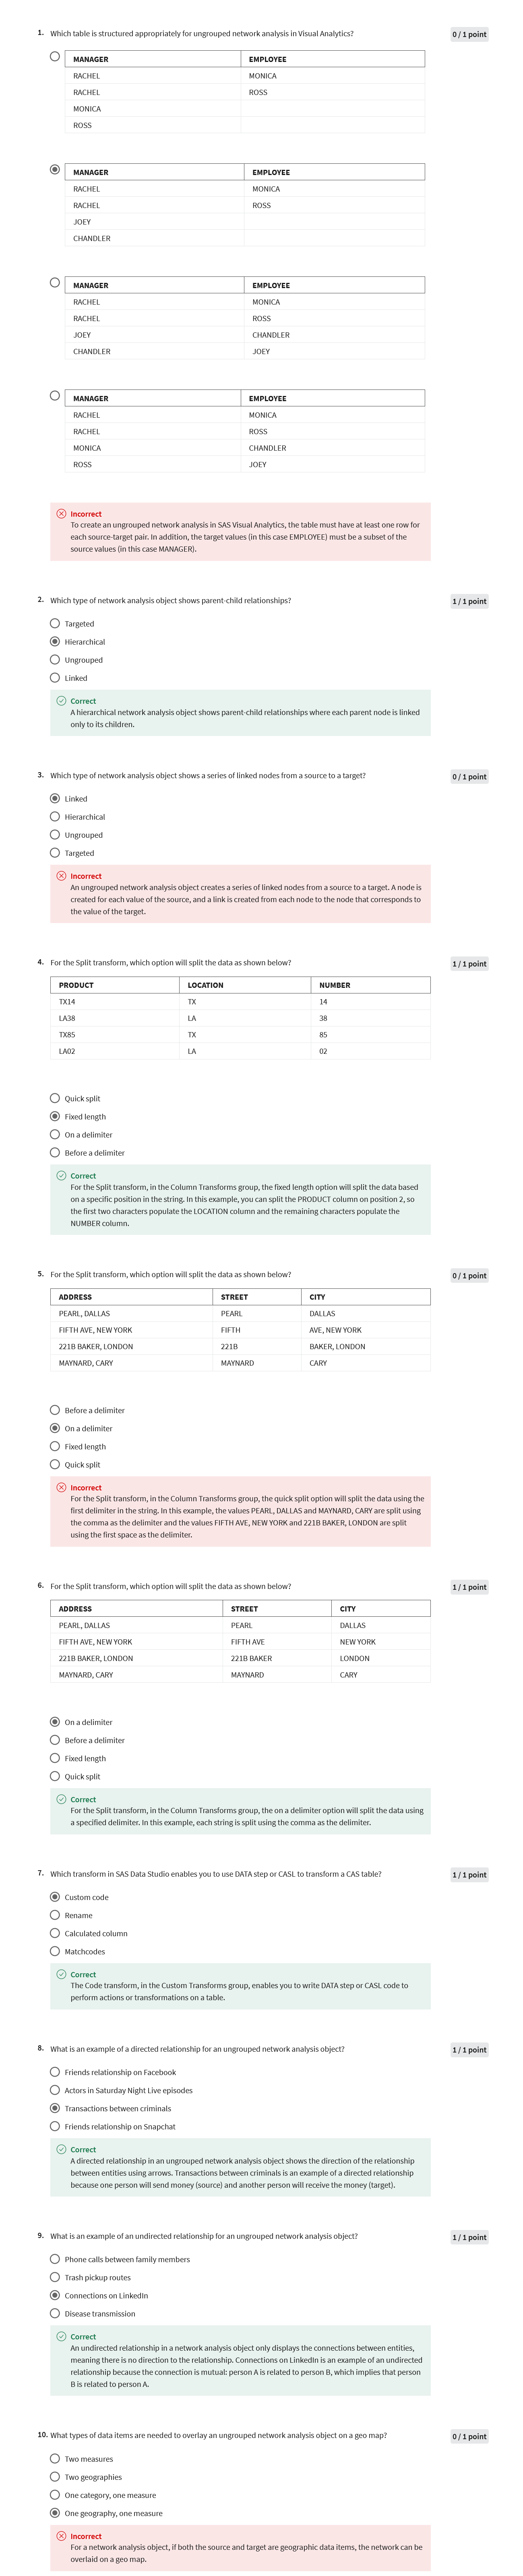 1. Which table is structured appropriately for ungrouped network analysis in Visual Analytics? 0 / 1 point
MANAGER EMPLOYEE
RACHEL MONICA
RACHEL ROSS
MONICA
ROSS
MANAGER EMPLOYEE
RACHEL MONICA
RACHEL ROSS
JOEY
CHANDLER
MANAGER EMPLOYEE
RACHEL MONICA
RACHEL ROSS
JOEY CHANDLER
CHANDLER JOEY
MANAGER EMPLOYEE
RACHEL MONICA
RACHEL ROSS
MONICA CHANDLER
ROSS JOEY
Incorrect
To create an ungrouped network analysis in SAS Visual Analytics, the table must have at least one row for
each source-target pair. In addition, the target values (in this case EMPLOYEE) must be a subset of the
source values (in this case MANAGER).
2. Which type of network analysis object shows parent-child relationships? 1 / 1 point
Targeted
Hierarchical
Ungrouped
Linked
Correct
A hierarchical network analysis object shows parent-child relationships where each parent node is linked
only to its children.
3. Which type of network analysis object shows a series of linked nodes from a source to a target? 0 / 1 point
Linked
Hierarchical
Ungrouped
Targeted
Incorrect
An ungrouped network analysis object creates a series of linked nodes from a source to a target. A node is
created for each value of the source, and a link is created from each node to the node that corresponds to
the value of the target.
4. For the Split transform, which option will split the data as shown below? 1 / 1 point
PRODUCT LOCATION NUMBER
TX14 TX 14
LA38 LA 38
TX85 TX 85
LA02 LA 02
Quick split
Fixed length
On a delimiter
Before a delimiter
Correct
For the Split transform, in the Column Transforms group, the fixed length option will split the data based
on a specific position in the string. In this example, you can split the PRODUCT column on position 2, so
the first two characters populate the LOCATION column and the remaining characters populate the
NUMBER column.
5. For the Split transform, which option will split the data as shown below? 0 / 1 point
ADDRESS STREET CITY
PEARL, DALLAS PEARL DALLAS
FIFTH AVE, NEW YORK FIFTH AVE, NEW YORK
221B BAKER, LONDON 221B BAKER, LONDON
MAYNARD, CARY MAYNARD CARY
Before a delimiter
On a delimiter
Fixed length
Quick split
Incorrect
For the Split transform, in the Column Transforms group, the quick split option will split the data using the
first delimiter in the string. In this example, the values PEARL, DALLAS and MAYNARD, CARY are split using
the comma as the delimiter and the values FIFTH AVE, NEW YORK and 221B BAKER, LONDON are split
using the first space as the delimiter.
6. For the Split transform, which option will split the data as shown below? 1 / 1 point
ADDRESS STREET CITY
PEARL, DALLAS PEARL DALLAS
FIFTH AVE, NEW YORK FIFTH AVE NEW YORK
221B BAKER, LONDON 221B BAKER LONDON
MAYNARD, CARY MAYNARD CARY
On a delimiter
Before a delimiter
Fixed length
Quick split
Correct
For the Split transform, in the Column Transforms group, the on a delimiter option will split the data using
a specified delimiter. In this example, each string is split using the comma as the delimiter.
7. Which transform in SAS Data Studio enables you to use DATA step or CASL to transform a CAS table? 1 / 1 point
Custom code
Rename
Calculated column
Matchcodes
Correct
The Code transform, in the Custom Transforms group, enables you to write DATA step or CASL code to
perform actions or transformations on a table.
8. What is an example of a directed relationship for an ungrouped network analysis object? 1 / 1 point
Friends relationship on Facebook
Actors in Saturday Night Live episodes
Transactions between criminals
Friends relationship on Snapchat
Correct
A directed relationship in an ungrouped network analysis object shows the direction of the relationship
between entities using arrows. Transactions between criminals is an example of a directed relationship
because one person will send money (source) and another person will receive the money (target).
9. What is an example of an undirected relationship for an ungrouped network analysis object? 1 / 1 point
Phone calls between family members
Trash pickup routes
Connections on LinkedIn
Disease transmission
Correct
An undirected relationship in a network analysis object only displays the connections between entities,
meaning there is no direction to the relationship. Connections on LinkedIn is an example of an undirected
relationship because the connection is mutual: person A is related to person B, which implies that person
B is related to person A.
10. What types of data items are needed to overlay an ungrouped network analysis object on a geo map? 0 / 1 point
Two measures
Two geographies
One category, one measure
One geography, one measure
Incorrect
For a network analysis object, if both the source and target are geographic data items, the network can be
overlaid on a geo map.